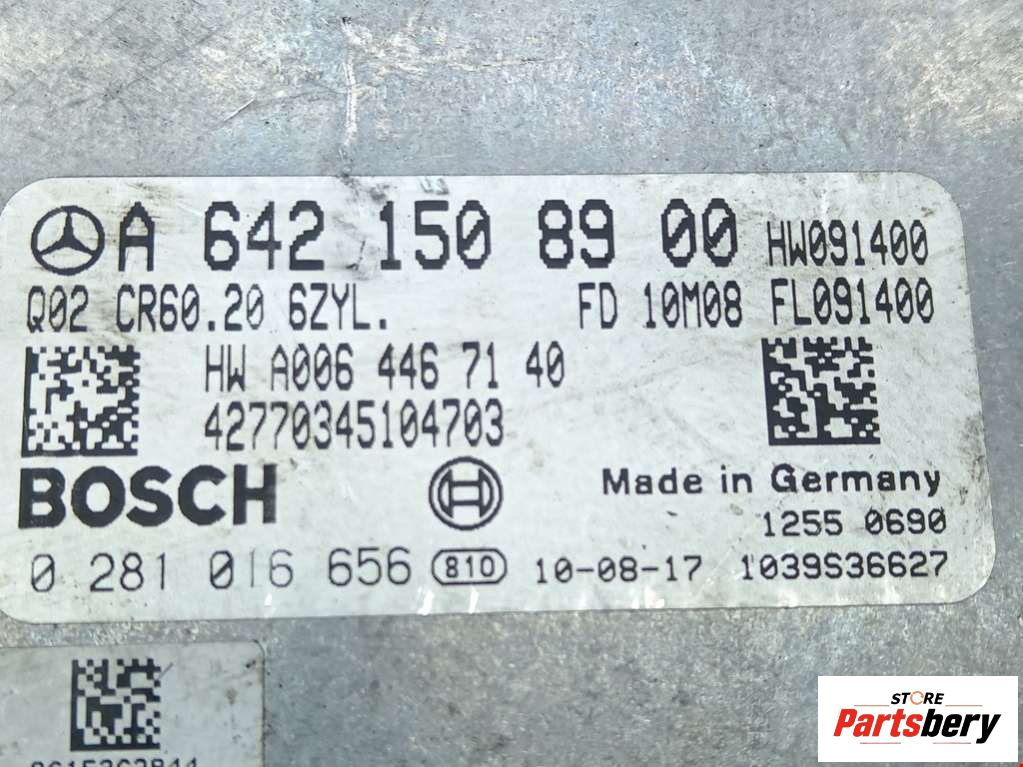 A 642 150 89 00 HW091400
Q02 CR60.20 6ZYL. FD 10M08 FL091400
HW A006 446 71 40
42770345104703
BOSCH
Made in Germany
1255 0690
0 281 016 656 810 10-08-17 1039S36627
STORE
Partsbery